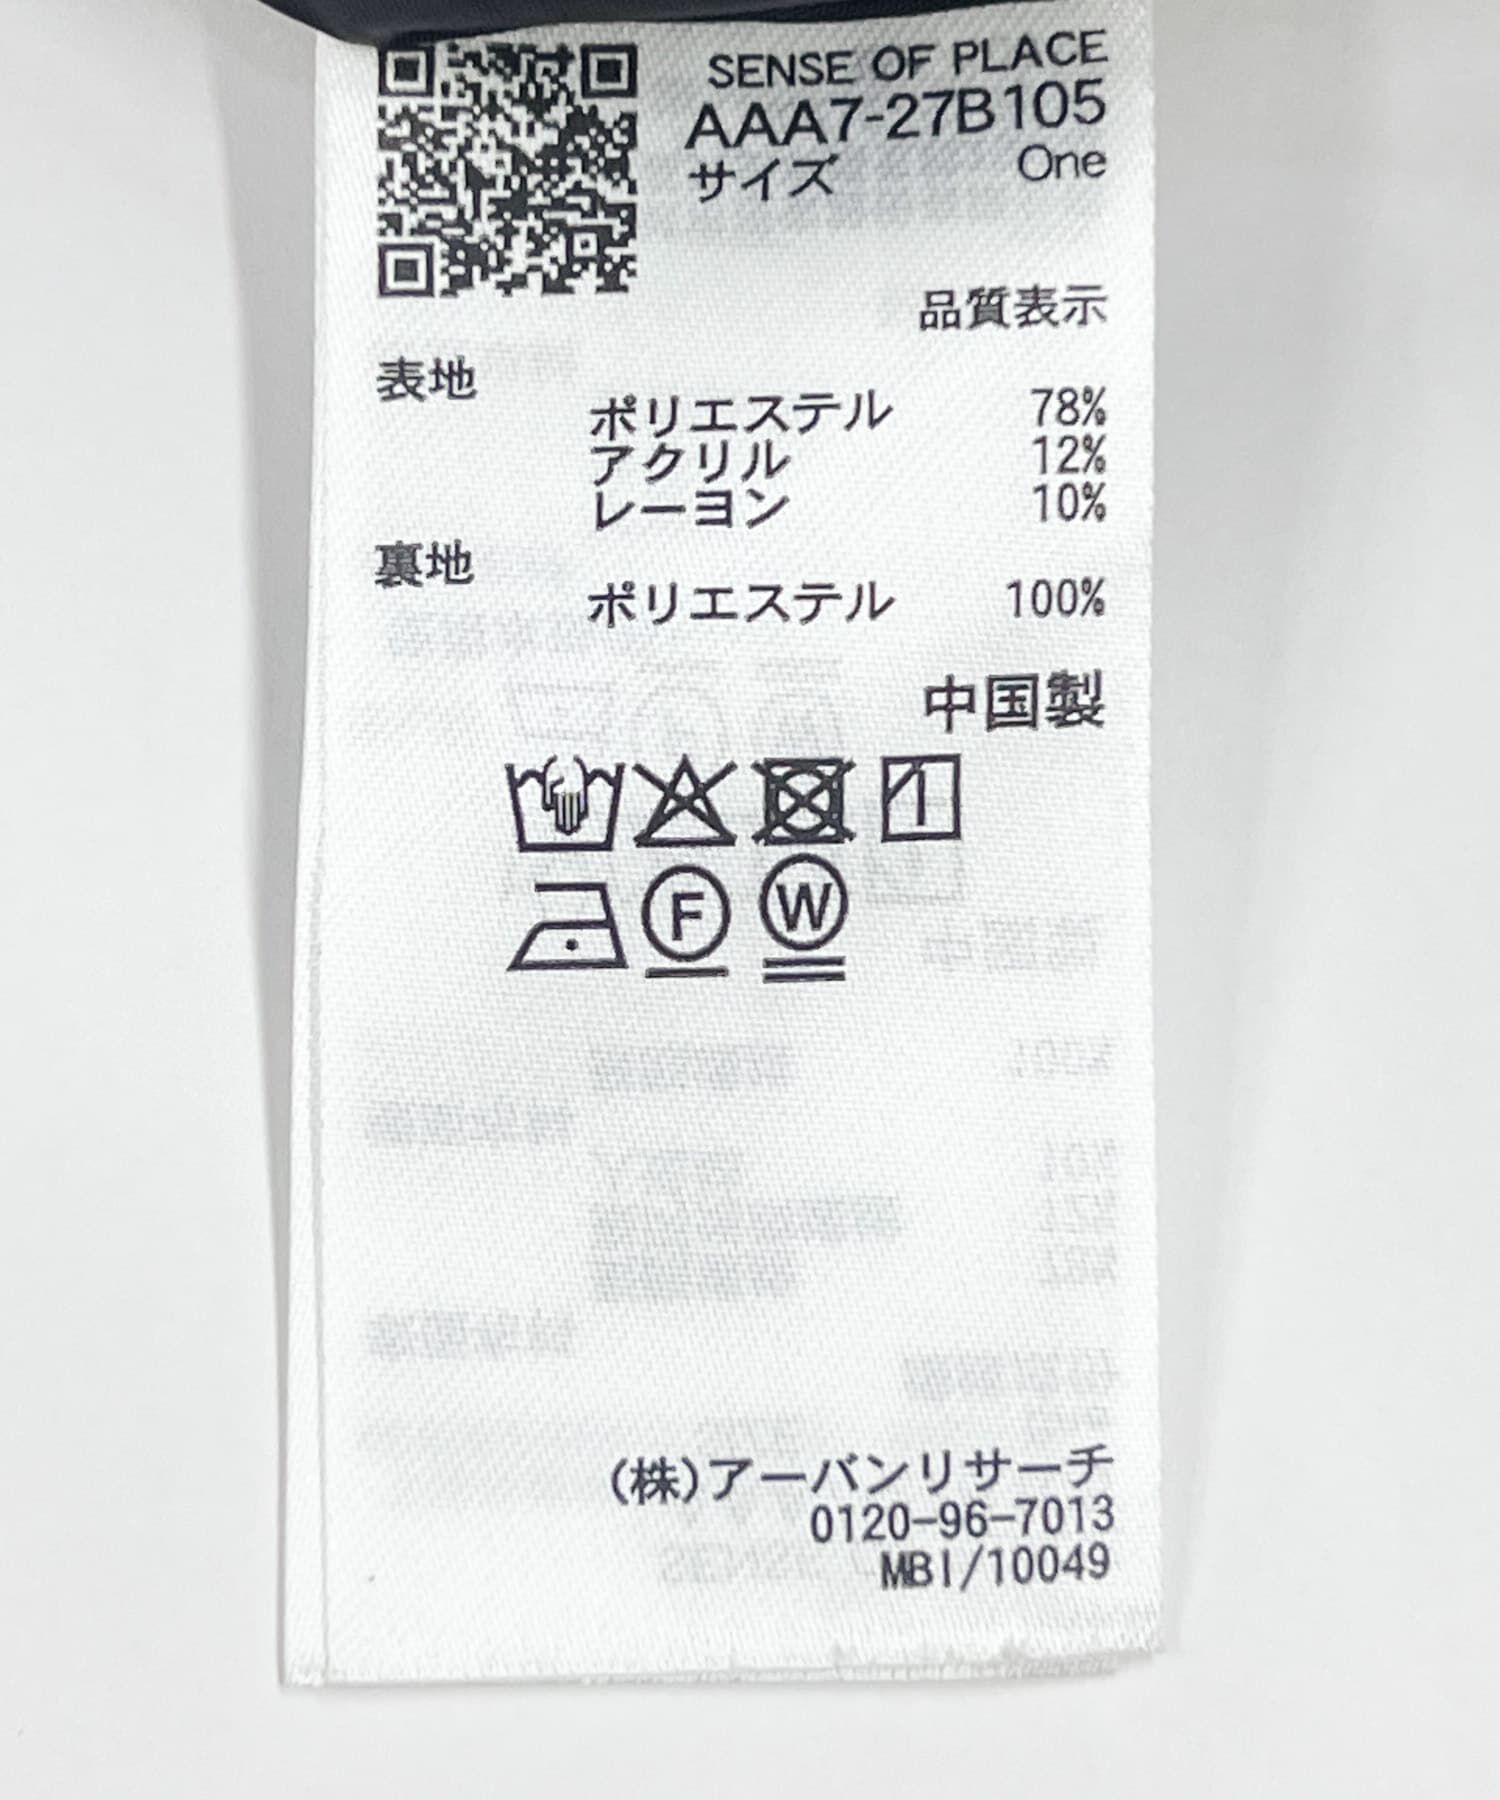 SENSE OF PLACE
AAA7-27B105
サイズ One
品質表示
表地
ポリエステル 78%
アクリル 12%
レーヨン 10%
裏地
ポリエステル 100%
中国製
F W
(株)アーバンリサーチ
0120-96-7013
MBI/10049